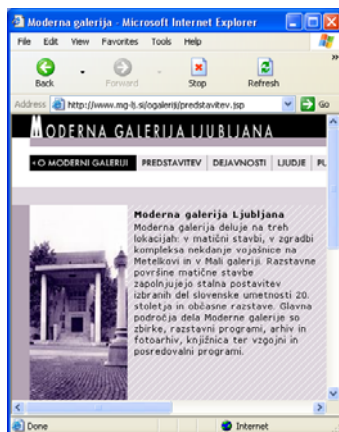 Moderna galerija - Microsoft Internet Explorer
File Edit View Favorites Tools Help
Back Forward Stop Refresh
Address http://www.mg-lj.si/ogaleriji/predstavitev.jsp Go
MODERNA GALERIJA LJUBLJANA
O MODERNI GALERIJI PREDSTAVITEV DEJAVNOSTI LJUDJE PU
Moderna galerija Ljubljana
Moderna galerija deluje na treh
lokacijah: v matični stavbi, v zgradbi
kompleksa nekdanje vojašnice na
Metelkovi in v Mali galeriji. Razstavne
površine matične stavbe
zapolnjujejo stalna postavitev
izbranih del slovenske umetnosti 20.
stoletja in občasne razstave. Glavna
področja dela Moderne galerije so
zbirke, razstavni programi, arhiv in
fotoarhiv, knjižnica ter vzgojni in
posredovalni programi.
Done Internet